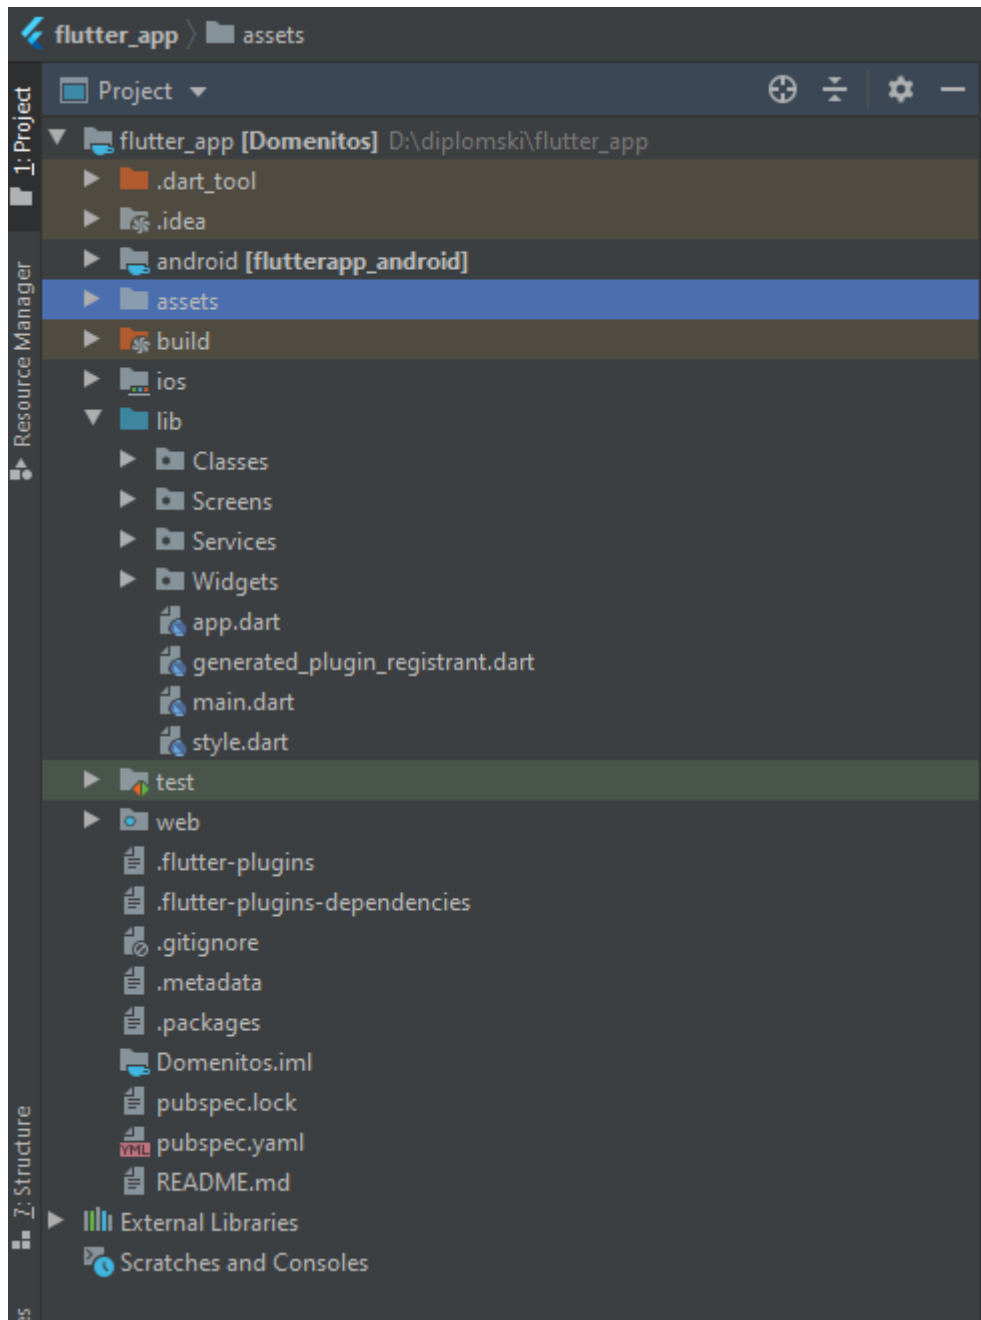 flutter_app assets
Project
flutter_app [Domenitos] D:\diplomski\flutter_app
.dart_tool
.idea
android [flutterapp_android]
assets
build
ios
lib
Classes
Screens
Services
Widgets
app.dart
generated_plugin_registrant.dart
main.dart
style.dart
test
web
.flutter-plugins
.flutter-plugins-dependencies
.gitignore
.metadata
.packages
Domenitos.iml
pubspec.lock
YML pubspec.yaml
README.md
External Libraries
Scratches and Consoles
1: Project
Resource Manager
7: Structure